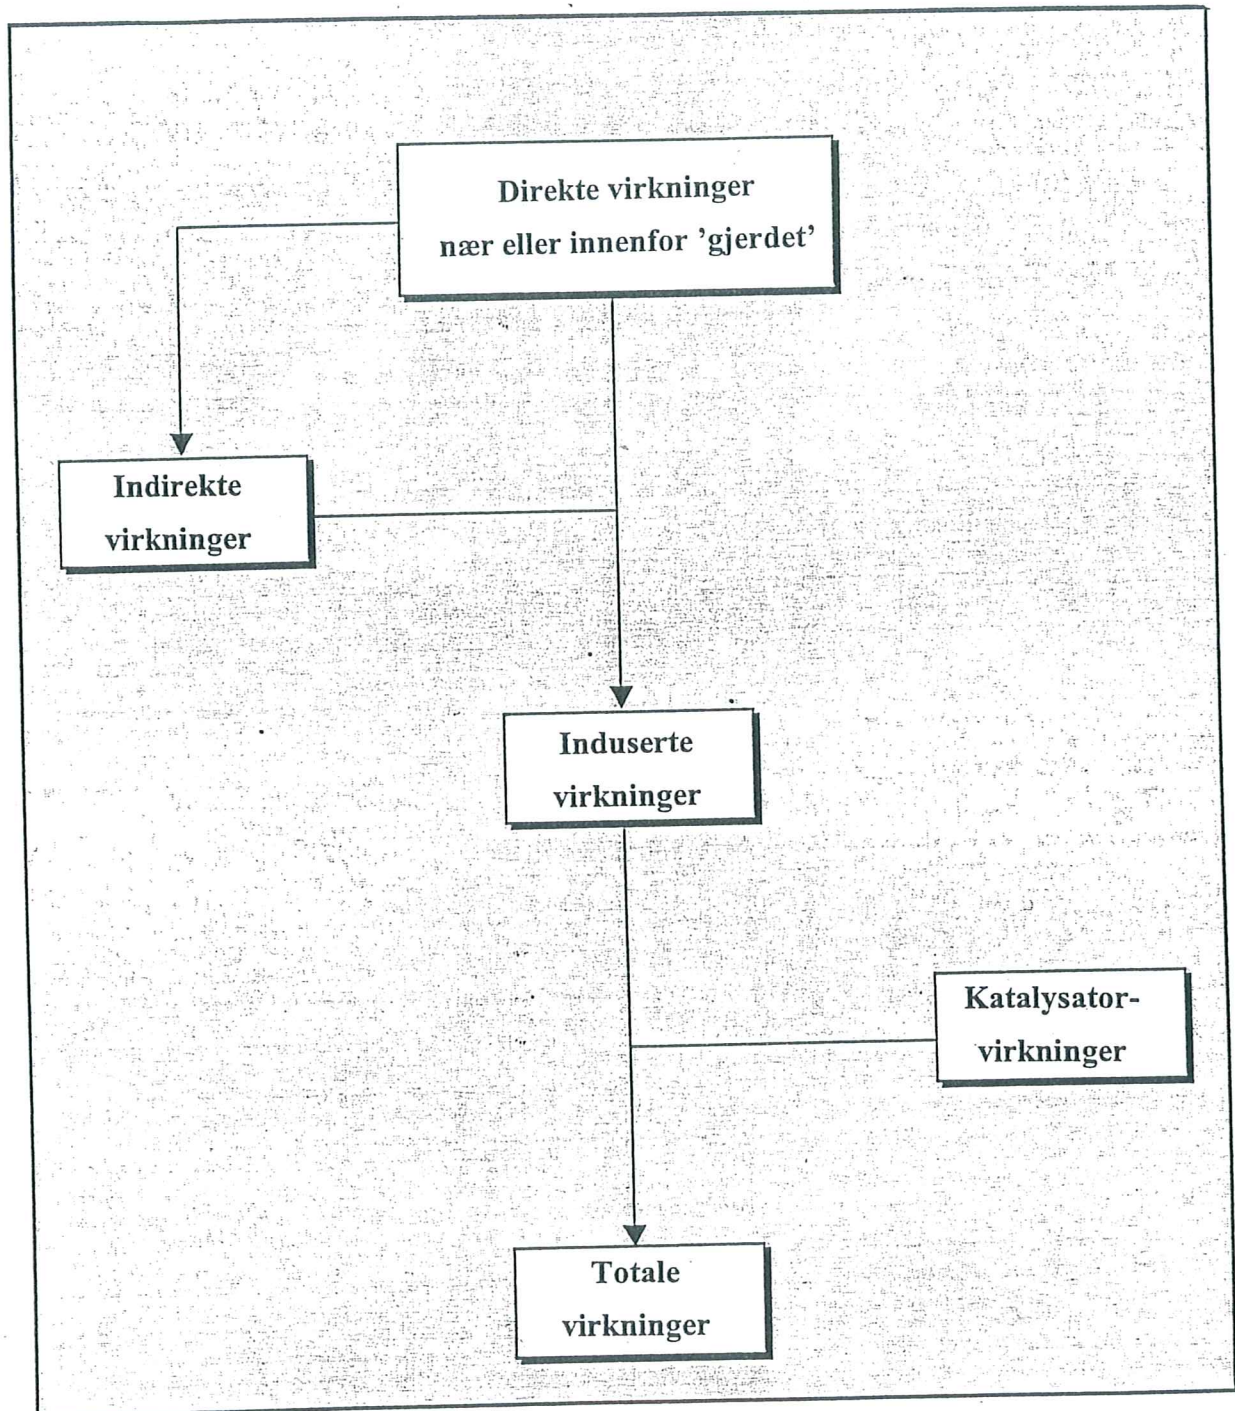 Direkte virkninger
nær eller innenfor ’gjerdet’
Indirekte
virkninger
Induserte
virkninger
Katalysator-
virkninger
Totale
virkninger